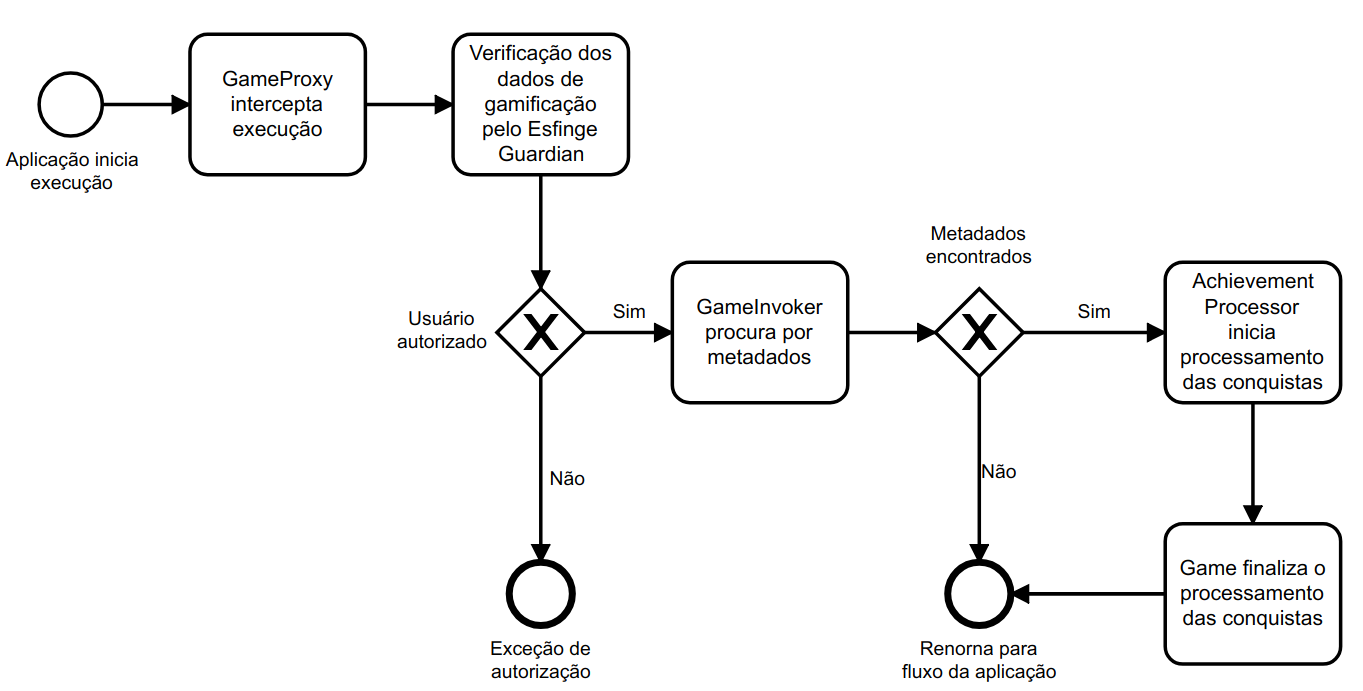 Aplicação inicia
execução
GameProxy
intercepta
execução
Verificação dos
dados de
gamificação
pelo Esfinge
Guardian
Usuário
autorizado
X
Sim
Não
Exceção de
autorização
GameInvoker
procura por
metadados
Metadados
encontrados
X
Sim
Não
Achievement
Processor
inicia
processamento
das conquistas
Game finaliza o
processamento
das conquistas
Renorna para
fluxo da aplicação